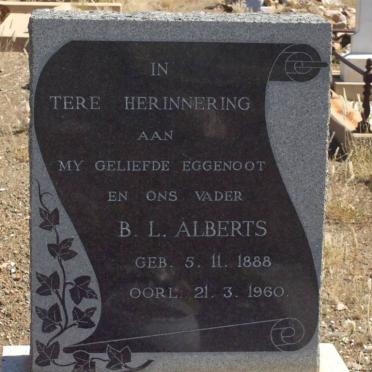 IN
TERE HERINNERING
AAN
MY GELIEFDE EGGENOOT
EN ONS VADER
B. L. ALBERTS
GEB. 5. 11. 1888
OORL. 21. 3. 1960.